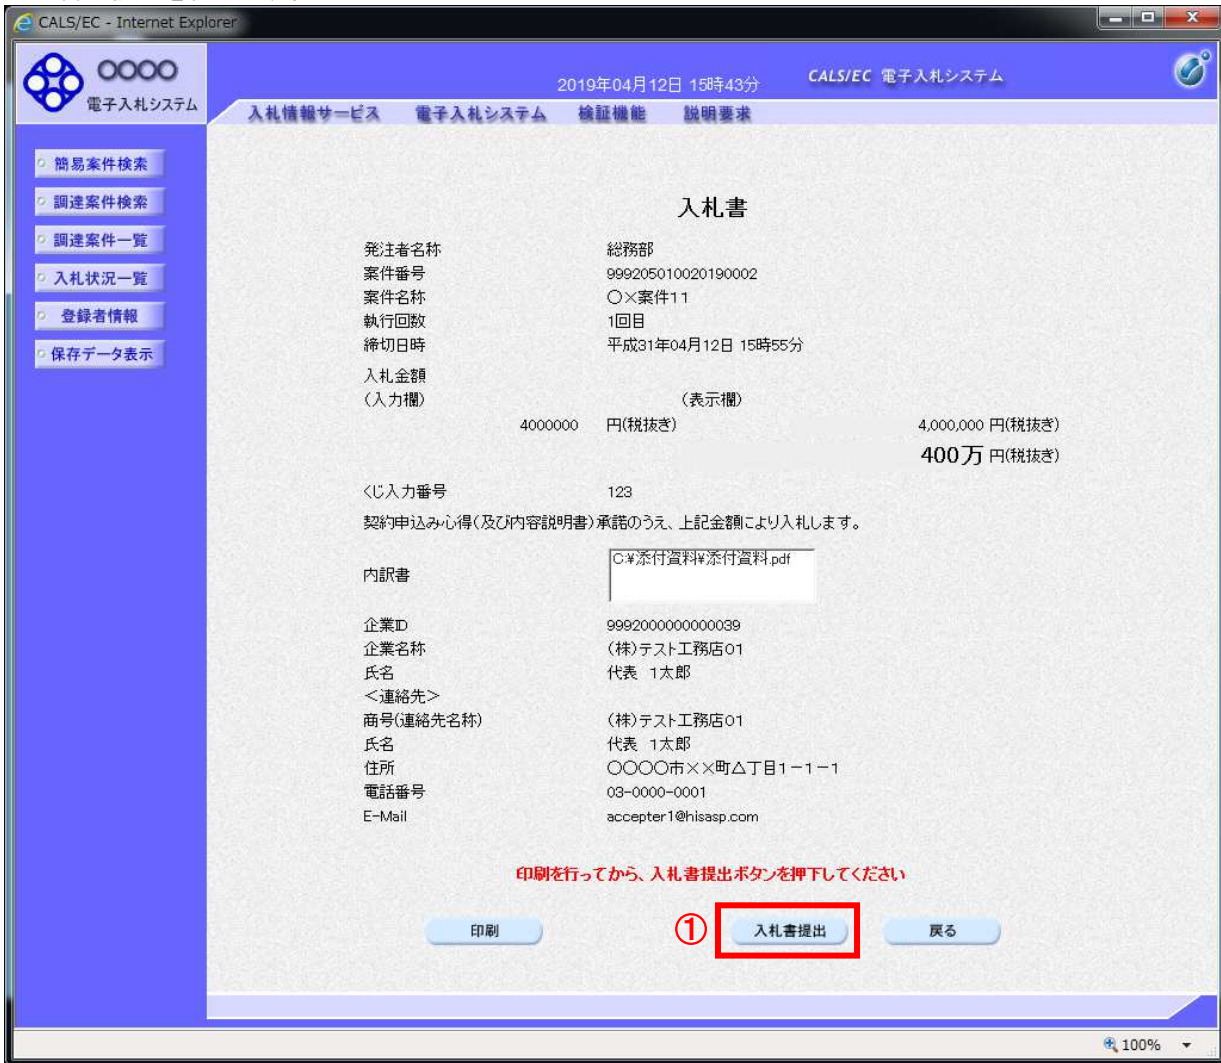 CALS/EC - Internet Explorer
〇〇〇〇
電子入札システム
2019年04月12日 15時43分
CALS/EC 電子入札システム
入札情報サービス 電子入札システム 検証機能 説明要求
簡易案件検索
調達案件検索
調達案件一覧
入札状況一覧
登録者情報
保存データ表示
入札書
発注者名称 総務部
案件番号 999205010020190002
案件名称 〇×案件11
執行回数 1回目
締切日時 平成31年04月12日 15時55分
入札金額
(入力欄) (表示欄)
4000000 円(税抜き) 4,000,000 円(税抜き)
400万 円(税抜き)
くじ入力番号 123
契約申込み心得(及び内容説明書)承諾のうえ、上記金額により入札します。
内訳書 C:¥添付資料¥添付資料.pdf
企業ID 9992000000000039
企業名称 (株)テスト工務店01
氏名 代表 1太郎
<連絡先>
商号(連絡先名称) (株)テスト工務店01
氏名 代表 1太郎
住所 〇〇〇〇市××町△丁目1-1-1
電話番号 03-0000-0001
E-Mail accepter1@hisasp.com
印刷を行ってから、入札書提出ボタンを押下してください
印刷 ① 入札書提出 戻る
100%